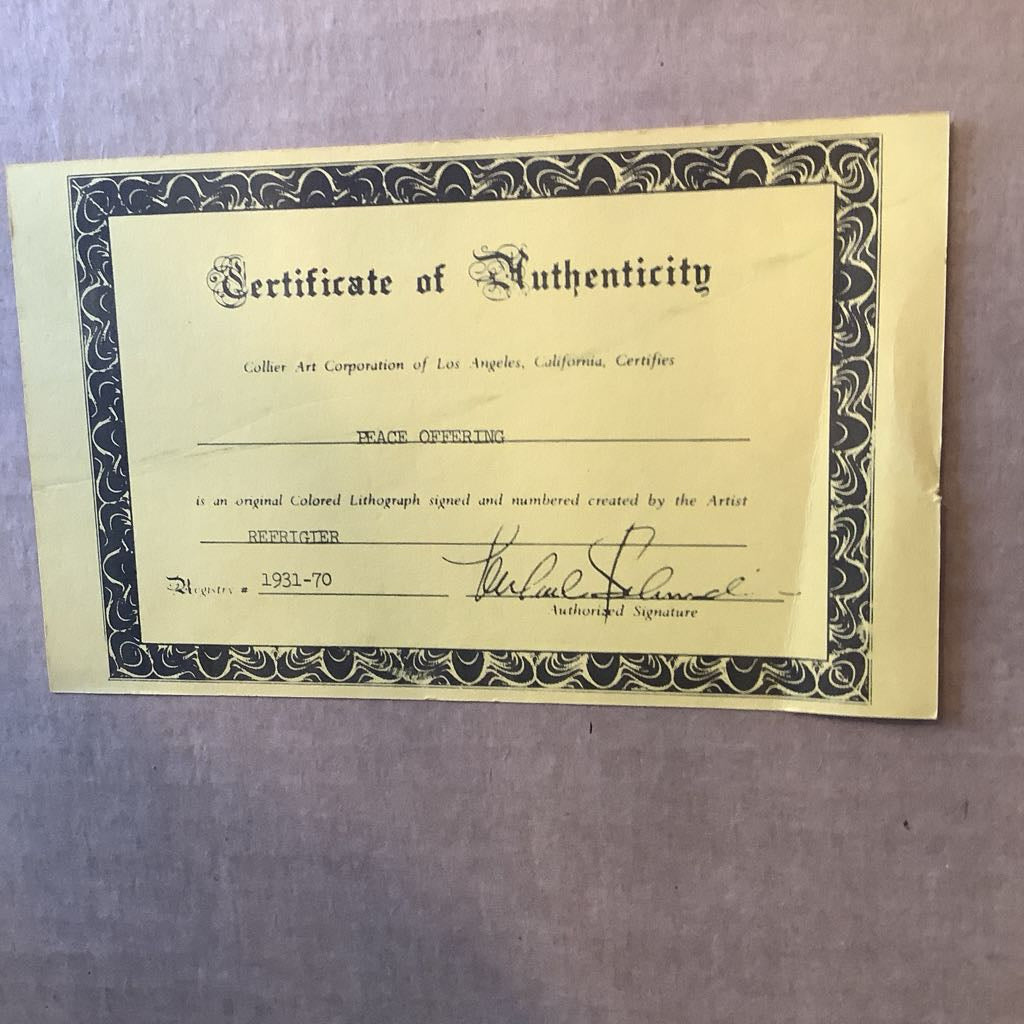 Certificate of Authenticity
Collier Art Corporation of Los Angeles, California, Certifies
PEACE OFFERING
is an original Colored Lithograph signed and numbered created by the Artist
REFRIGIER
Registry # 1931-70
Authorized Signature